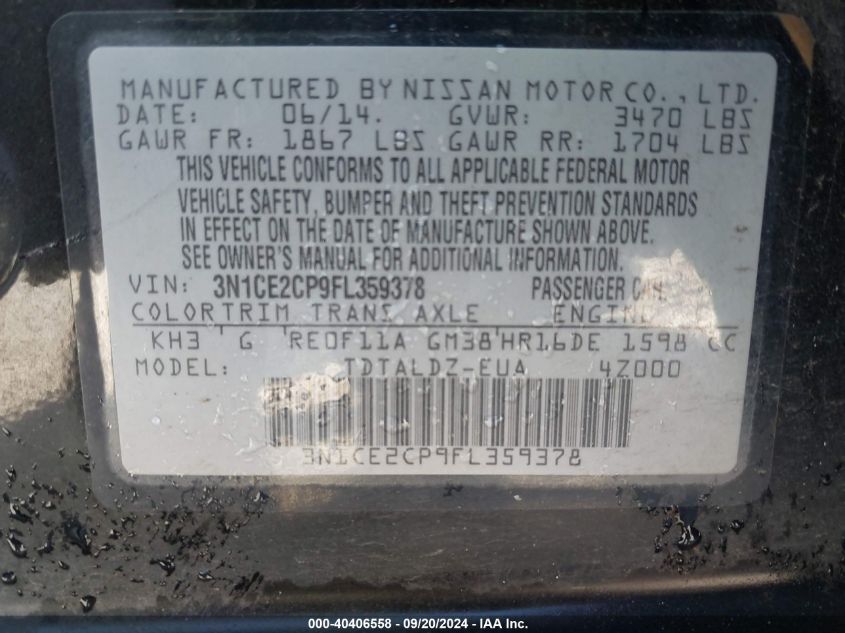 MANUFACTURED BY NISSAN MOTOR CO., LTD.
DATE: 06/14. GVWR: 3470 LBS
GAWR FR: 1867 LBS GAWR RR: 1704 LBS
THIS VEHICLE CONFORMS TO ALL APPLICABLE FEDERAL MOTOR
VEHICLE SAFETY, BUMPER AND THEFT PREVENTION STANDARDS
IN EFFECT ON THE DATE OF MANUFACTURE SHOWN ABOVE.
SEE OWNER'S MANUAL FOR ADDITIONAL INFORMATION.
VIN: 3N1CE2CP9FL359378 PASSENGER CAR
COLOR TRIM TRANS AXLE ENGINE
KH3 G RE0F11A GM38 HR16DE 1598 CC
MODEL: TDTALDZ-EUA 4Z000
3N1CE2CP9FL359378
000-40406558 - 09/20/2024 - IAA Inc.